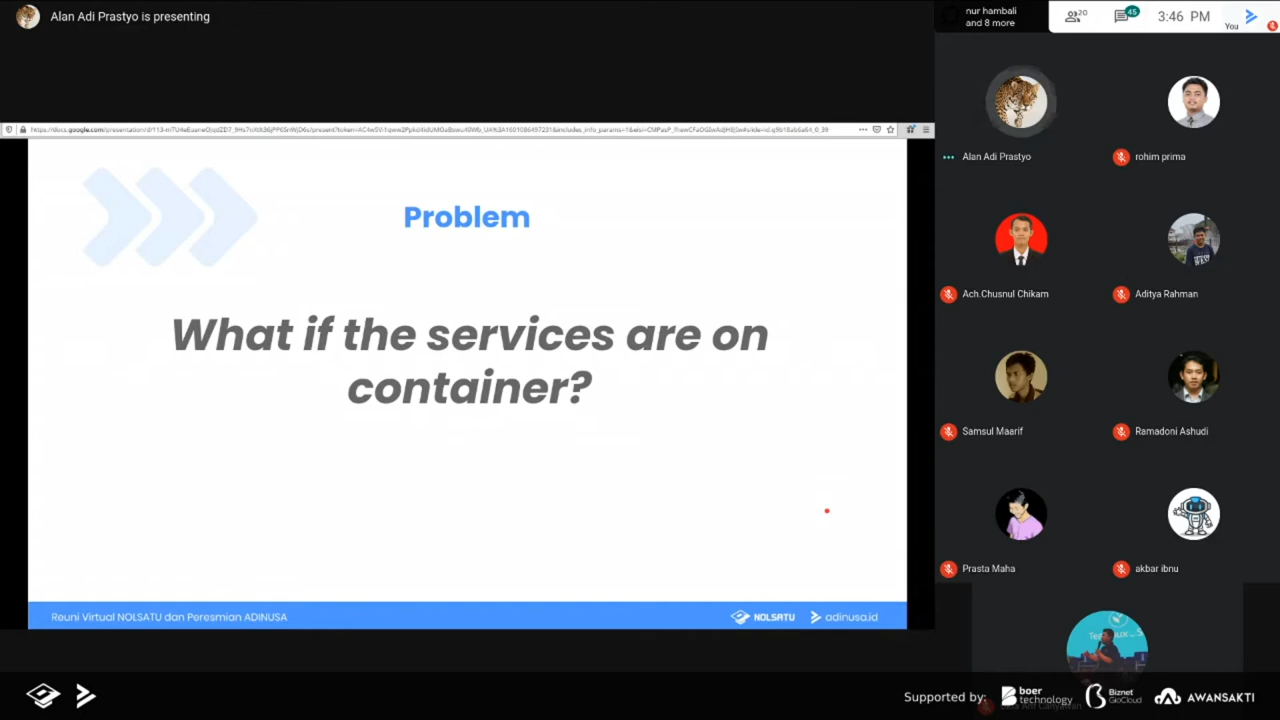 Alan Adi Prastyo is presenting
nur hambali
and 8 more
20
45
3:46 PM
You
Alan Adi Prastyo
rohim prima
Problem
Ach.Chusnul Chikam
Aditya Rahman
What if the services are on
container?
Samsul Maarif
Ramadoni Ashudi
Prasta Maha
akbar ibnu
Reuni Virtual NOLSATU dan Peresmian ADINUSA
NOLSATU
adinusa.id
Supported by:
boer
technology
Biznet
GioCloud
AWANSAKTI